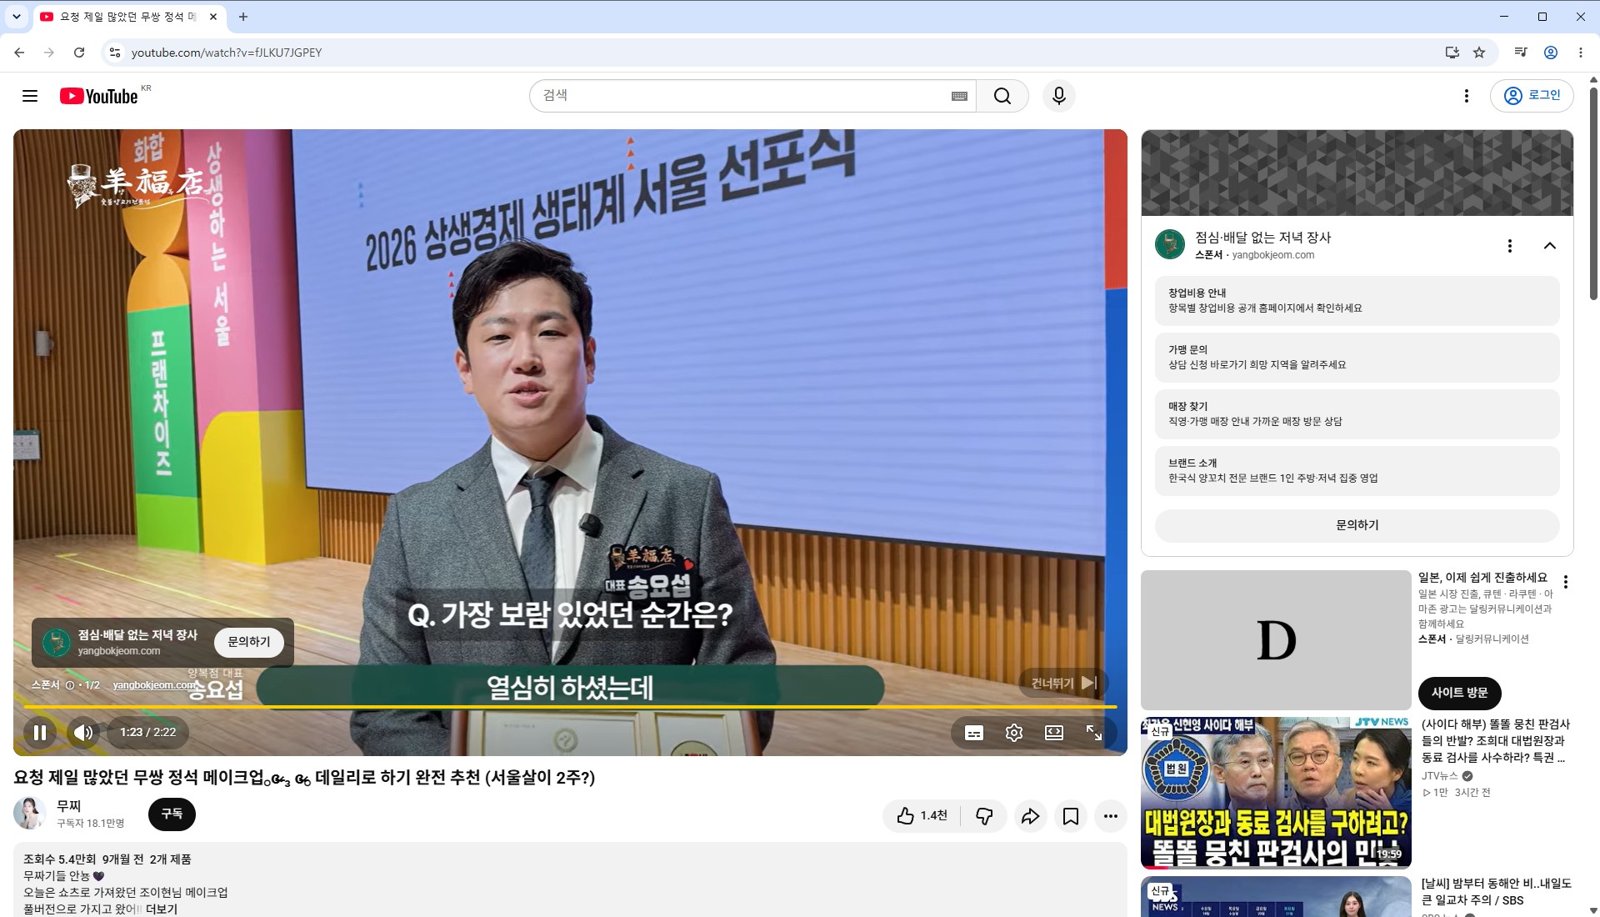 요청 제일 많았던 무쌍 정석 메
youtube.com/watch?v=fJLKU7JGPEY
YouTube KR
검색
로그인
화합
상생하는 서울
프랜차이즈
羊福店
2026 상생경제 생태계 서울 선포식
羊福店
대표 송요섭
Q. 가장 보람 있었던 순간은?
점심·배달 없는 저녁 장사
yangbokjeom.com
문의하기
양복점 대표
송요섭
스폰서 · 1/2 yangbokjeom.com
열심히 하셨는데
건너뛰기
1:23 / 2:22
요청 제일 많았던 무쌍 정석 메이크업 데일리로 하기 완전 추천 (서울살이 2주?)
무찌
구독자 18.1만명
구독
1.4천
조회수 5.4만회 9개월 전 2개 제품
무찌기들 안뇽🖤
오늘은 쇼츠로 가져왔던 조이현님 메이크업
풀버전으로 가지고 왔어!! 더보기
점심·배달 없는 저녁 장사
스폰서 · yangbokjeom.com
창업비용 안내
항목별 창업비용 공개 홈페이지에서 확인하세요
가맹 문의
상담 신청 바로가기 희망 지역을 알려주세요
매장 찾기
직영·가맹 매장 안내 가까운 매장 방문 상담
브랜드 소개
한국식 양꼬치 전문 브랜드 1인 주방·저녁 집중 영업
문의하기
D
일본, 이제 쉽게 진출하세요
일본 시장 진출, 큐텐 · 라쿠텐 · 아
마존 광고는 달링커뮤니케이션과
함께하세요
스폰서 · 달링커뮤니케이션
사이트 방문
신규
신현영 사이다 해부
JTV NEWS
법원
대법원장과 동료 검사를 구하려고?
똘똘 뭉친 판검사의 민
19:59
(사이다 해부) 똘똘 뭉친 판검사
들의 반발? 조희대 대법원장과
동료 검사를 사수하라? 특권 ...
JTV뉴스
1만 3시간 전
신규
SBS
NEWS
[날씨] 밤부터 동해안 비..내일도
큰 일교차 주의 / SBS